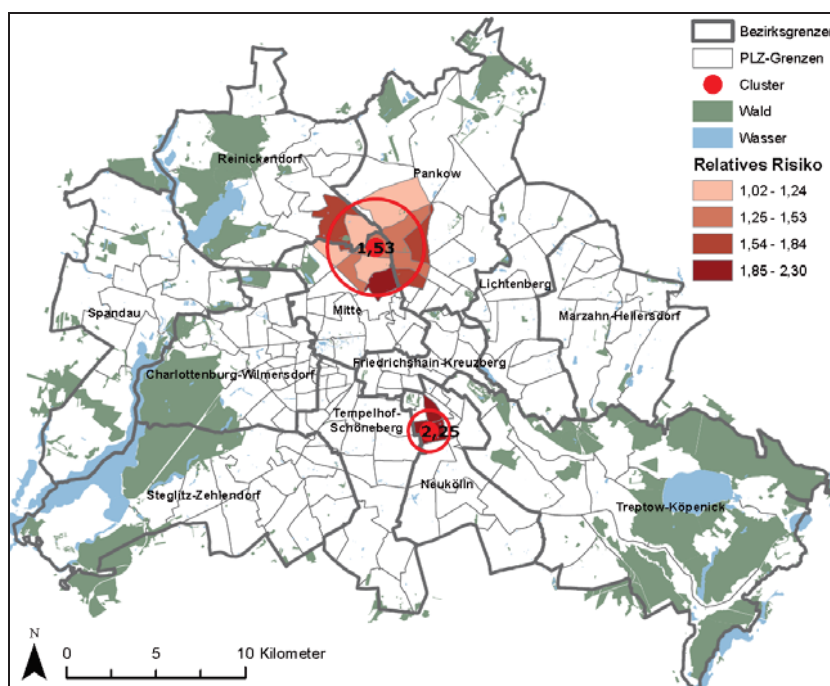 Bezirksgrenzen
PLZ-Grenzen
Cluster
Wald
Wasser
Relatives Risiko
1,02 - 1,24
1,25 - 1,53
1,54 - 1,84
1,85 - 2,30
Reinickendorf
Pankow
1,53
Lichtenberg
Spandau
Mitte
Marzahn-Hellersdorf
Friedrichshain-Kreuzberg
Charlottenburg-Wilmersdorf
Tempelhof-
Schöneberg
2,25
Neukölln
Steglitz-Zehlendorf
Treptow-Köpenick
N
0 5 10 Kilometer